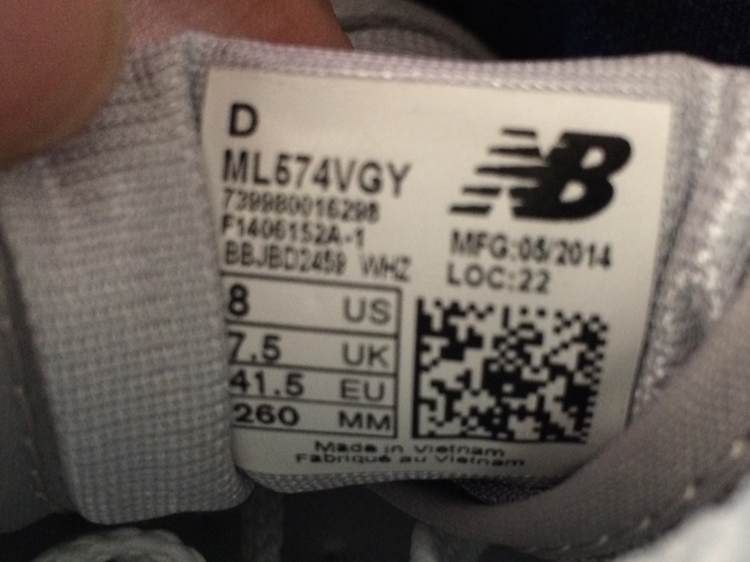 D
ML574VGY
739980016298
F1406152A-1
BBJBD2459 WHZ
NB
MFG:05/2014
LOC:22
8 US
7.5 UK
41.5 EU
260 MM
Made in Vietnam
Fabriqué au Vietnam